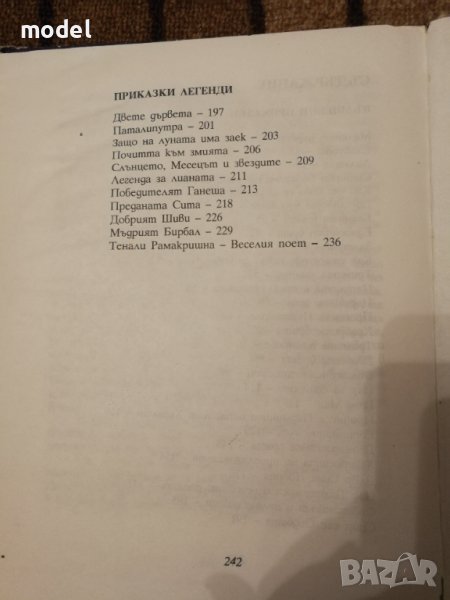 model
ПРИКАЗКИ ЛЕГЕНДИ
Двете дървета – 197
Паталипутра – 201
Защо на луната има заек – 203
Почитта към змията – 206
Слънцето, Месецът и звездите – 209
Легенда за лианата – 211
Победителят Ганеша – 213
Преданата Сита – 218
Добрият Шиви – 226
Мъдрият Бирбал – 229
Тенали Рамакришна – Веселия поет – 236
242
BAZAR